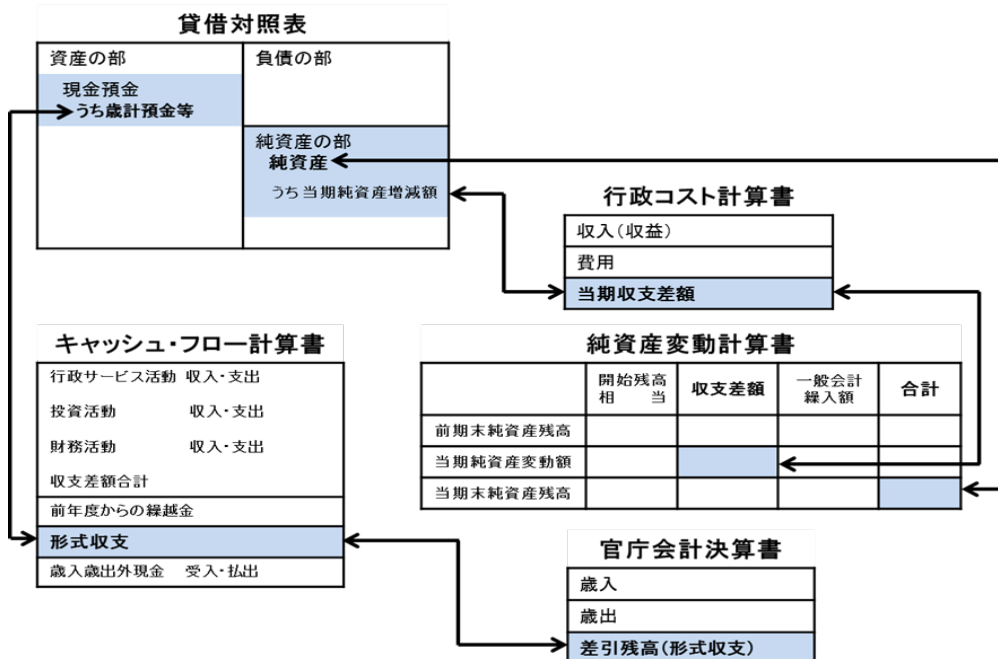 貸借対照表
資産の部
負債の部
現金預金
うち歳計預金等
純資産の部
純資産
うち当期純資産増減額
行政コスト計算書
収入(収益)
費用
当期収支差額
キャッシュ・フロー計算書
行政サービス活動 収入・支出
投資活動 収入・支出
財務活動 収入・支出
収支差額合計
前年度からの繰越金
形式収支
歳入歳出外現金 受入・払出
純資産変動計算書
開始残高
相 当
収支差額
一般会計
繰入額
合計
前期末純資産残高
当期純資産変動額
当期末純資産残高
官庁会計決算書
歳入
歳出
差引残高(形式収支)